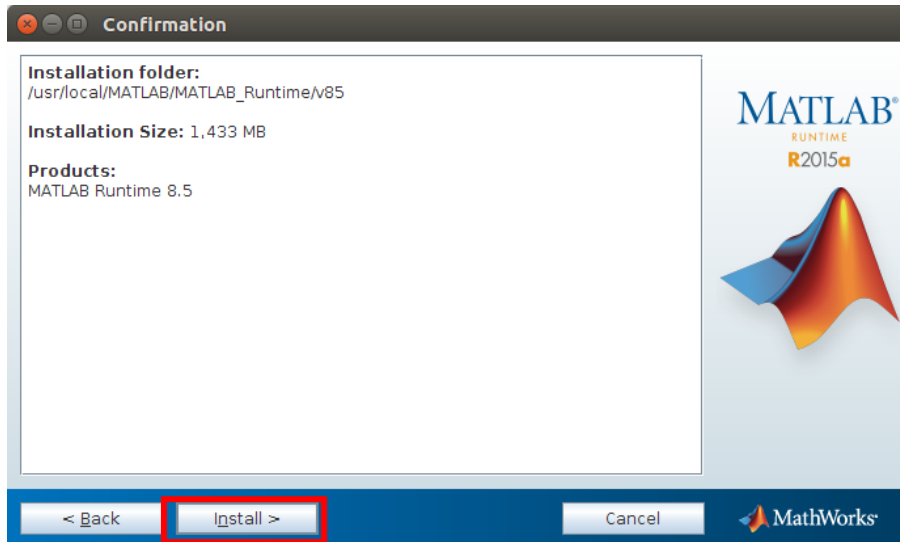 Confirmation
Installation folder:
/usr/local/MATLAB/MATLAB_Runtime/v85
Installation Size: 1,433 MB
Products:
MATLAB Runtime 8.5
MATLAB®
RUNTIME
R2015a
< Back
Install >
Cancel
MathWorks®